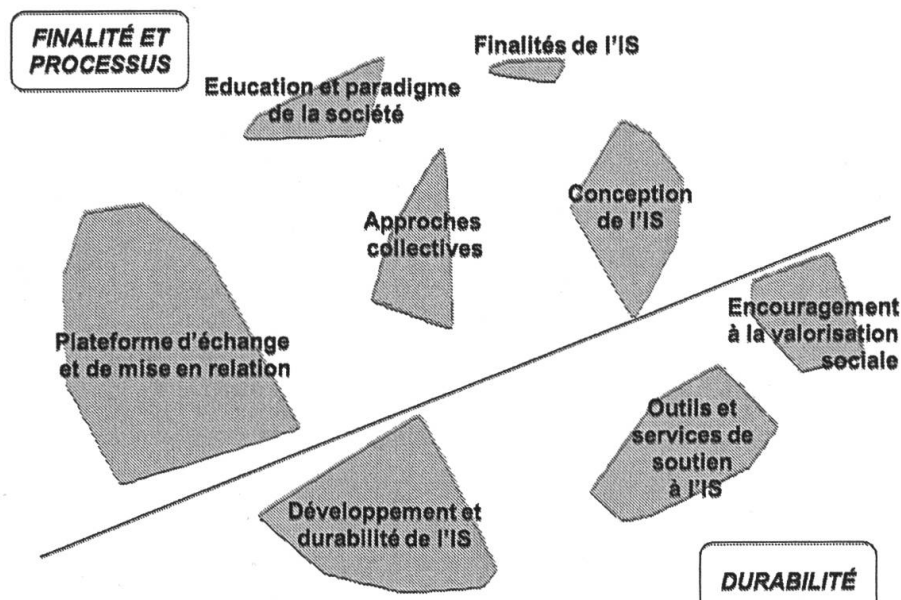 FINALITÉ ET
PROCESSUS
Finalités de l'IS
Education et paradigme
de la société
Conception
de l'IS
Approches
collectives
Encouragement
à la valorisation
sociale
Plateforme d'échange
et de mise en relation
Outils et
services de
soutien
à l'IS
Développement et
durabilité de l'IS
DURABILITÉ